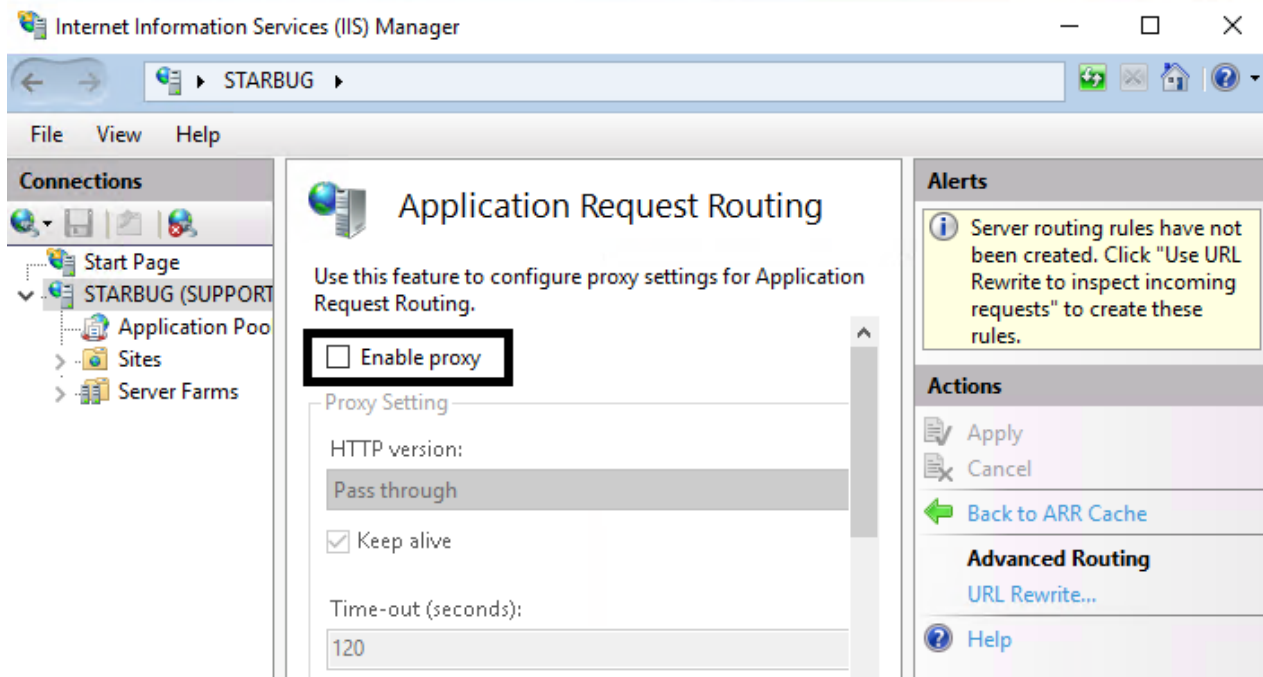 Internet Information Services (IIS) Manager
STARBUG
File View Help
Connections
Start Page
STARBUG (SUPPORT
Application Poo
Sites
Server Farms
Application Request Routing
Use this feature to configure proxy settings for Application
Request Routing.
Enable proxy
Proxy Setting
HTTP version:
Pass through
Keep alive
Time-out (seconds):
120
Alerts
Server routing rules have not
been created. Click "Use URL
Rewrite to inspect incoming
requests" to create these
rules.
Actions
Apply
Cancel
Back to ARR Cache
Advanced Routing
URL Rewrite...
Help